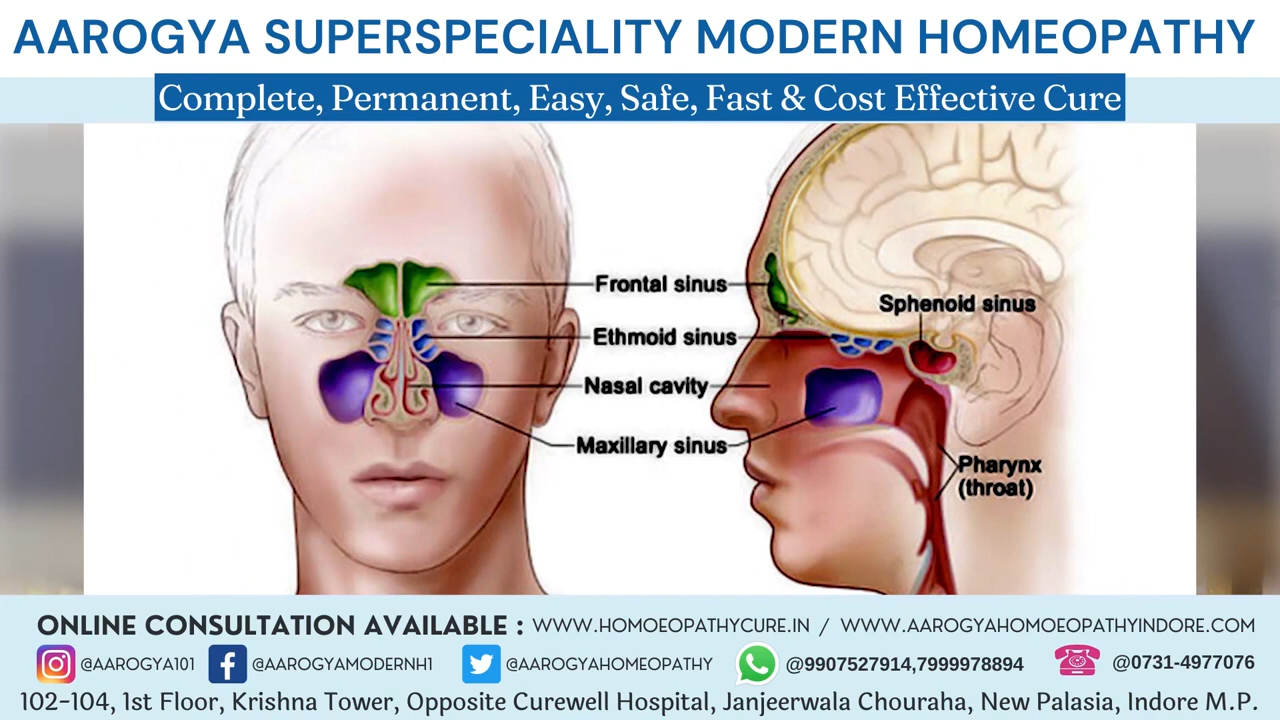 AAROGYA SUPERSPECIALITY MODERN HOMEOPATHY
Complete, Permanent, Easy, Safe, Fast & Cost Effective Cure
Frontal sinus
Sphenoid sinus
Ethmoid sinus
Nasal cavity
Maxillary sinus
Pharynx
(throat)
ONLINE CONSULTATION AVAILABLE : WWW.HOMOEOPATHYCURE.IN / WWW.AAROGYAHOMOEOPATHYINDORE.COM
@AAROGYA101 @AAROGYAMODERNH1 @AAROGYAHOMEOPATHY @9907527914,7999978894 @0731-4977076
102-104, 1st Floor, Krishna Tower, Opposite Curewell Hospital, Janjeerwala Chouraha, New Palasia, Indore M.P.